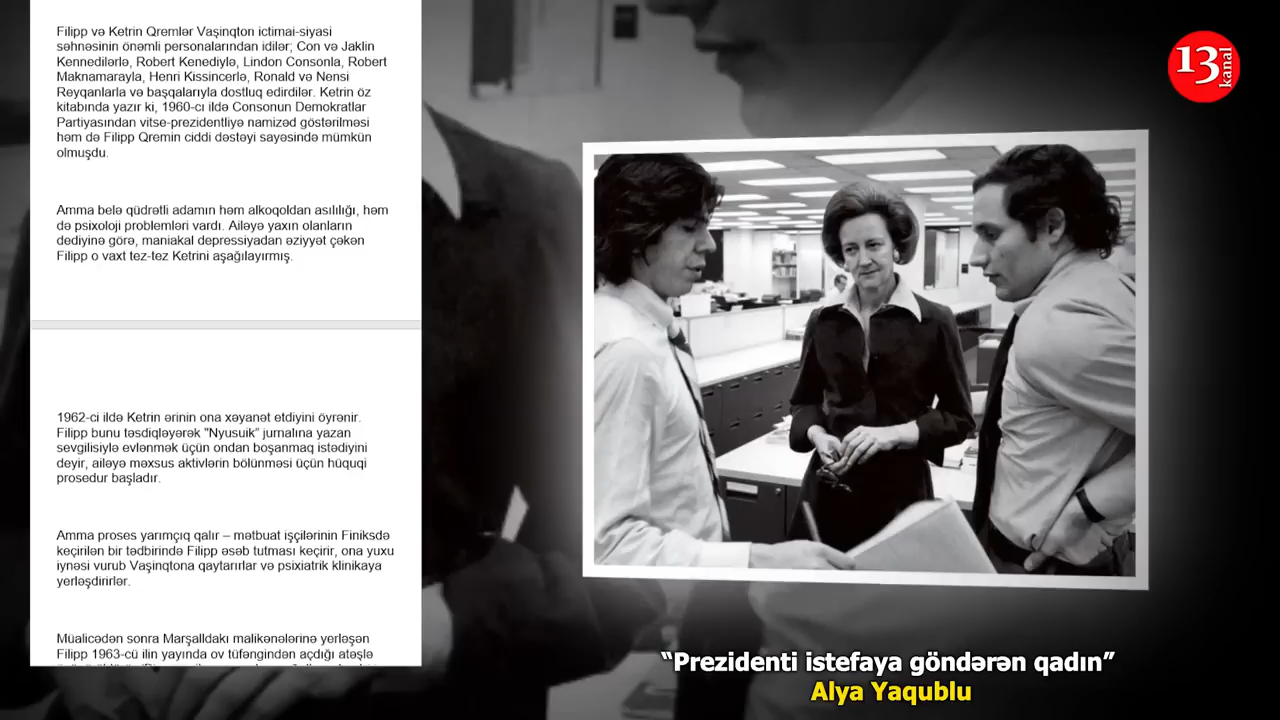 Filipp və Ketrin Qremlər Vaşinqton ictimai-siyasi
səhnəsinin önəmli personalarından idilər; Con və Jaklin
Kennedilərlə, Robert Kenediylə, Lindon Consonla, Robert
Maknamarayla, Henri Kissincerlə, Ronald və Nensi
Reyqanlarla və başqalarıyla dostluq edirdilər. Ketrin öz
kitabında yazır ki, 1960-cı ildə Consonun Demokratlar
Partiyasından vitse-prezidentliyə namizəd göstərilməsi
həm də Filipp Qremin ciddi dəstəyi sayəsində mümkün
olmuşdu.
Amma belə qüdrətli adamın həm alkoqoldan asılılığı, həm
də psixoloji problemləri vardı. Ailəyə yaxın olanların
dediyinə görə, maniakal depressiyadan əziyyət çəkən
Filipp o vaxt tez-tez Ketrini aşağılayırmış.
1962-ci ildə Ketrin ərinin ona xəyanət etdiyini öyrənir.
Filipp bunu təsdiqləyərək "Nyusuik” jurnalına yazan
sevgilisiylə evlənmək üçün ondan boşanmaq istədiyini
deyir, ailəyə məxsus aktivlərin bölünməsi üçün hüquqi
prosedur başladır.
Amma proses yarımçıq qalır – mətbuat işçilərinin Finiksdə
keçirilən bir tədbirində Filipp əsəb tutması keçirir, ona yuxu
iynəsi vurub Vaşinqtona qaytarırlar və psixiatrik klinikaya
yerləşdirirlər.
Müalicədən sonra Marşalldakı malikənələrinə yerləşən
Filipp 1963-cü ilin yayında ov tüfəngindən açdığı atəşlə
13 kanal
“Prezidenti istefaya göndərən qadın”
Alya Yaqublu